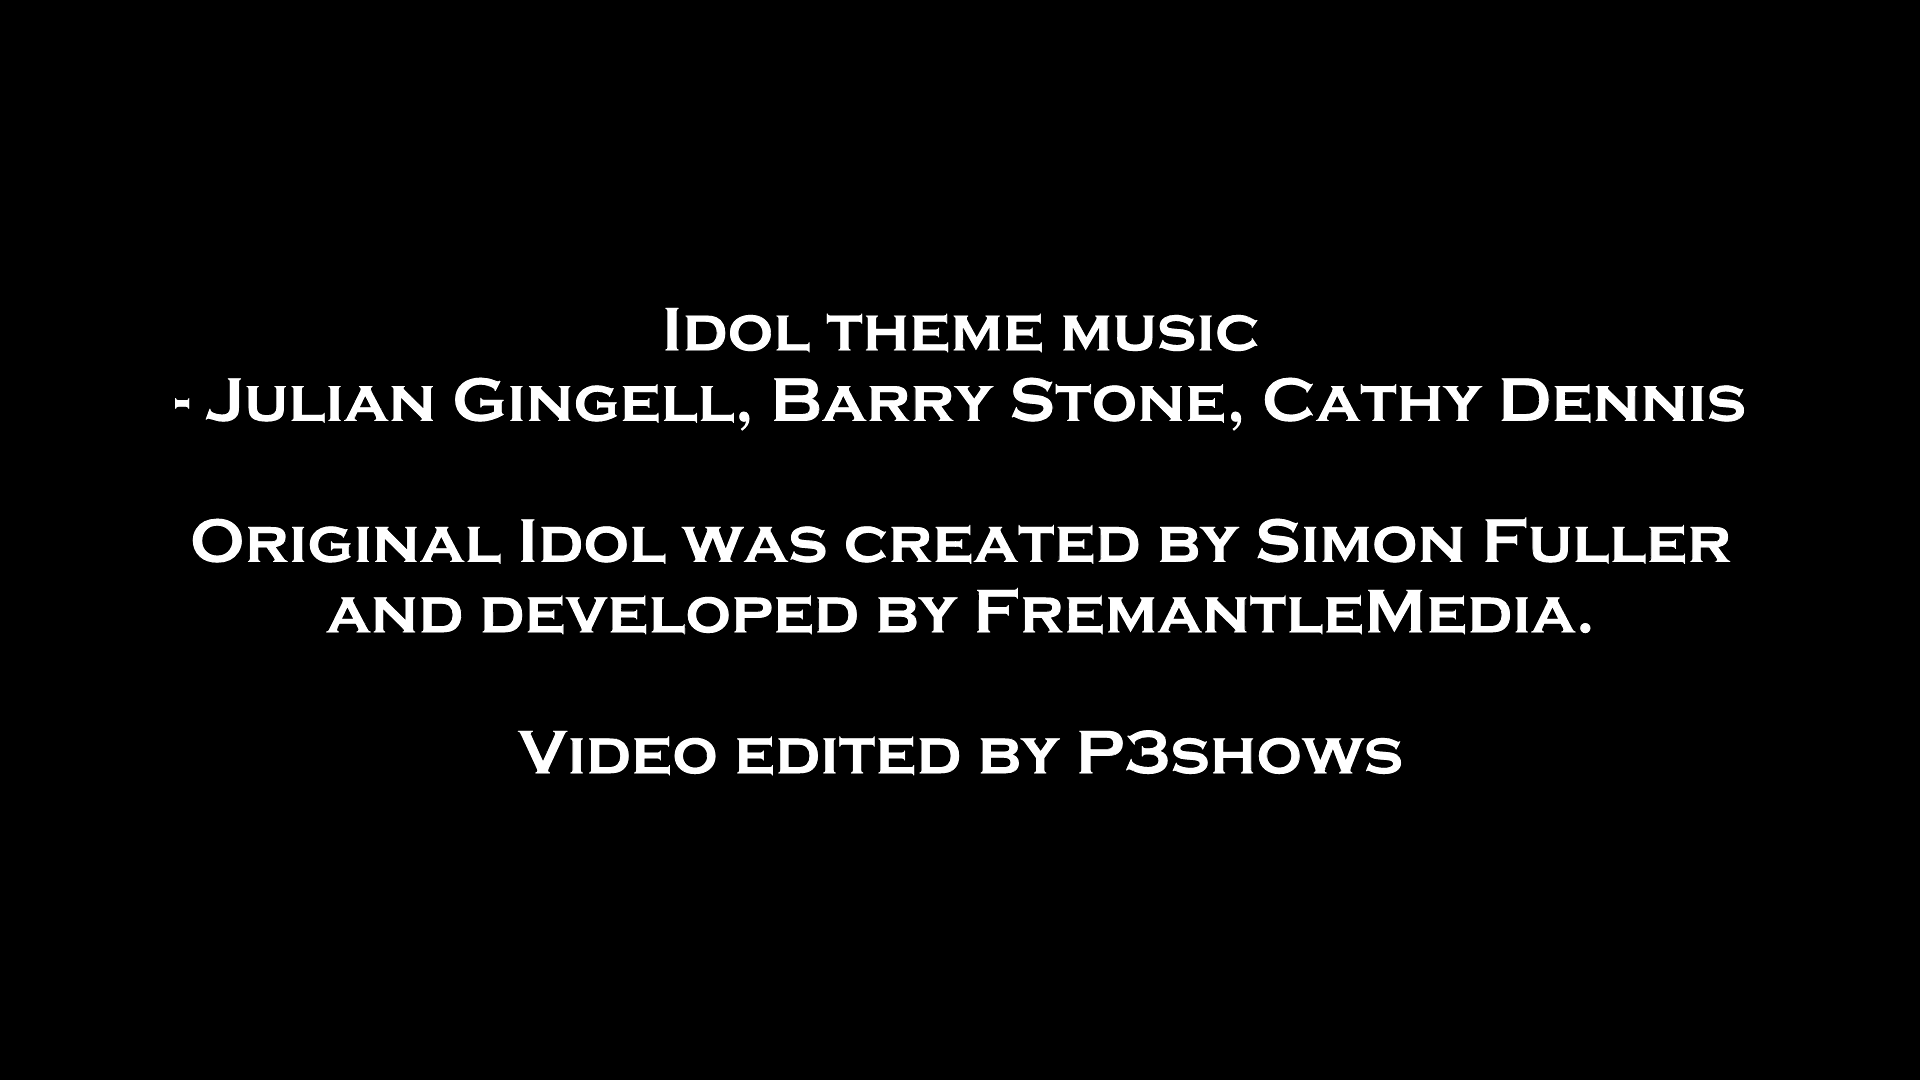 Idol theme music
- Julian Gingell, Barry Stone, Cathy Dennis
Original Idol was created by Simon Fuller
and developed by FremantleMedia.
Video edited by P3shows